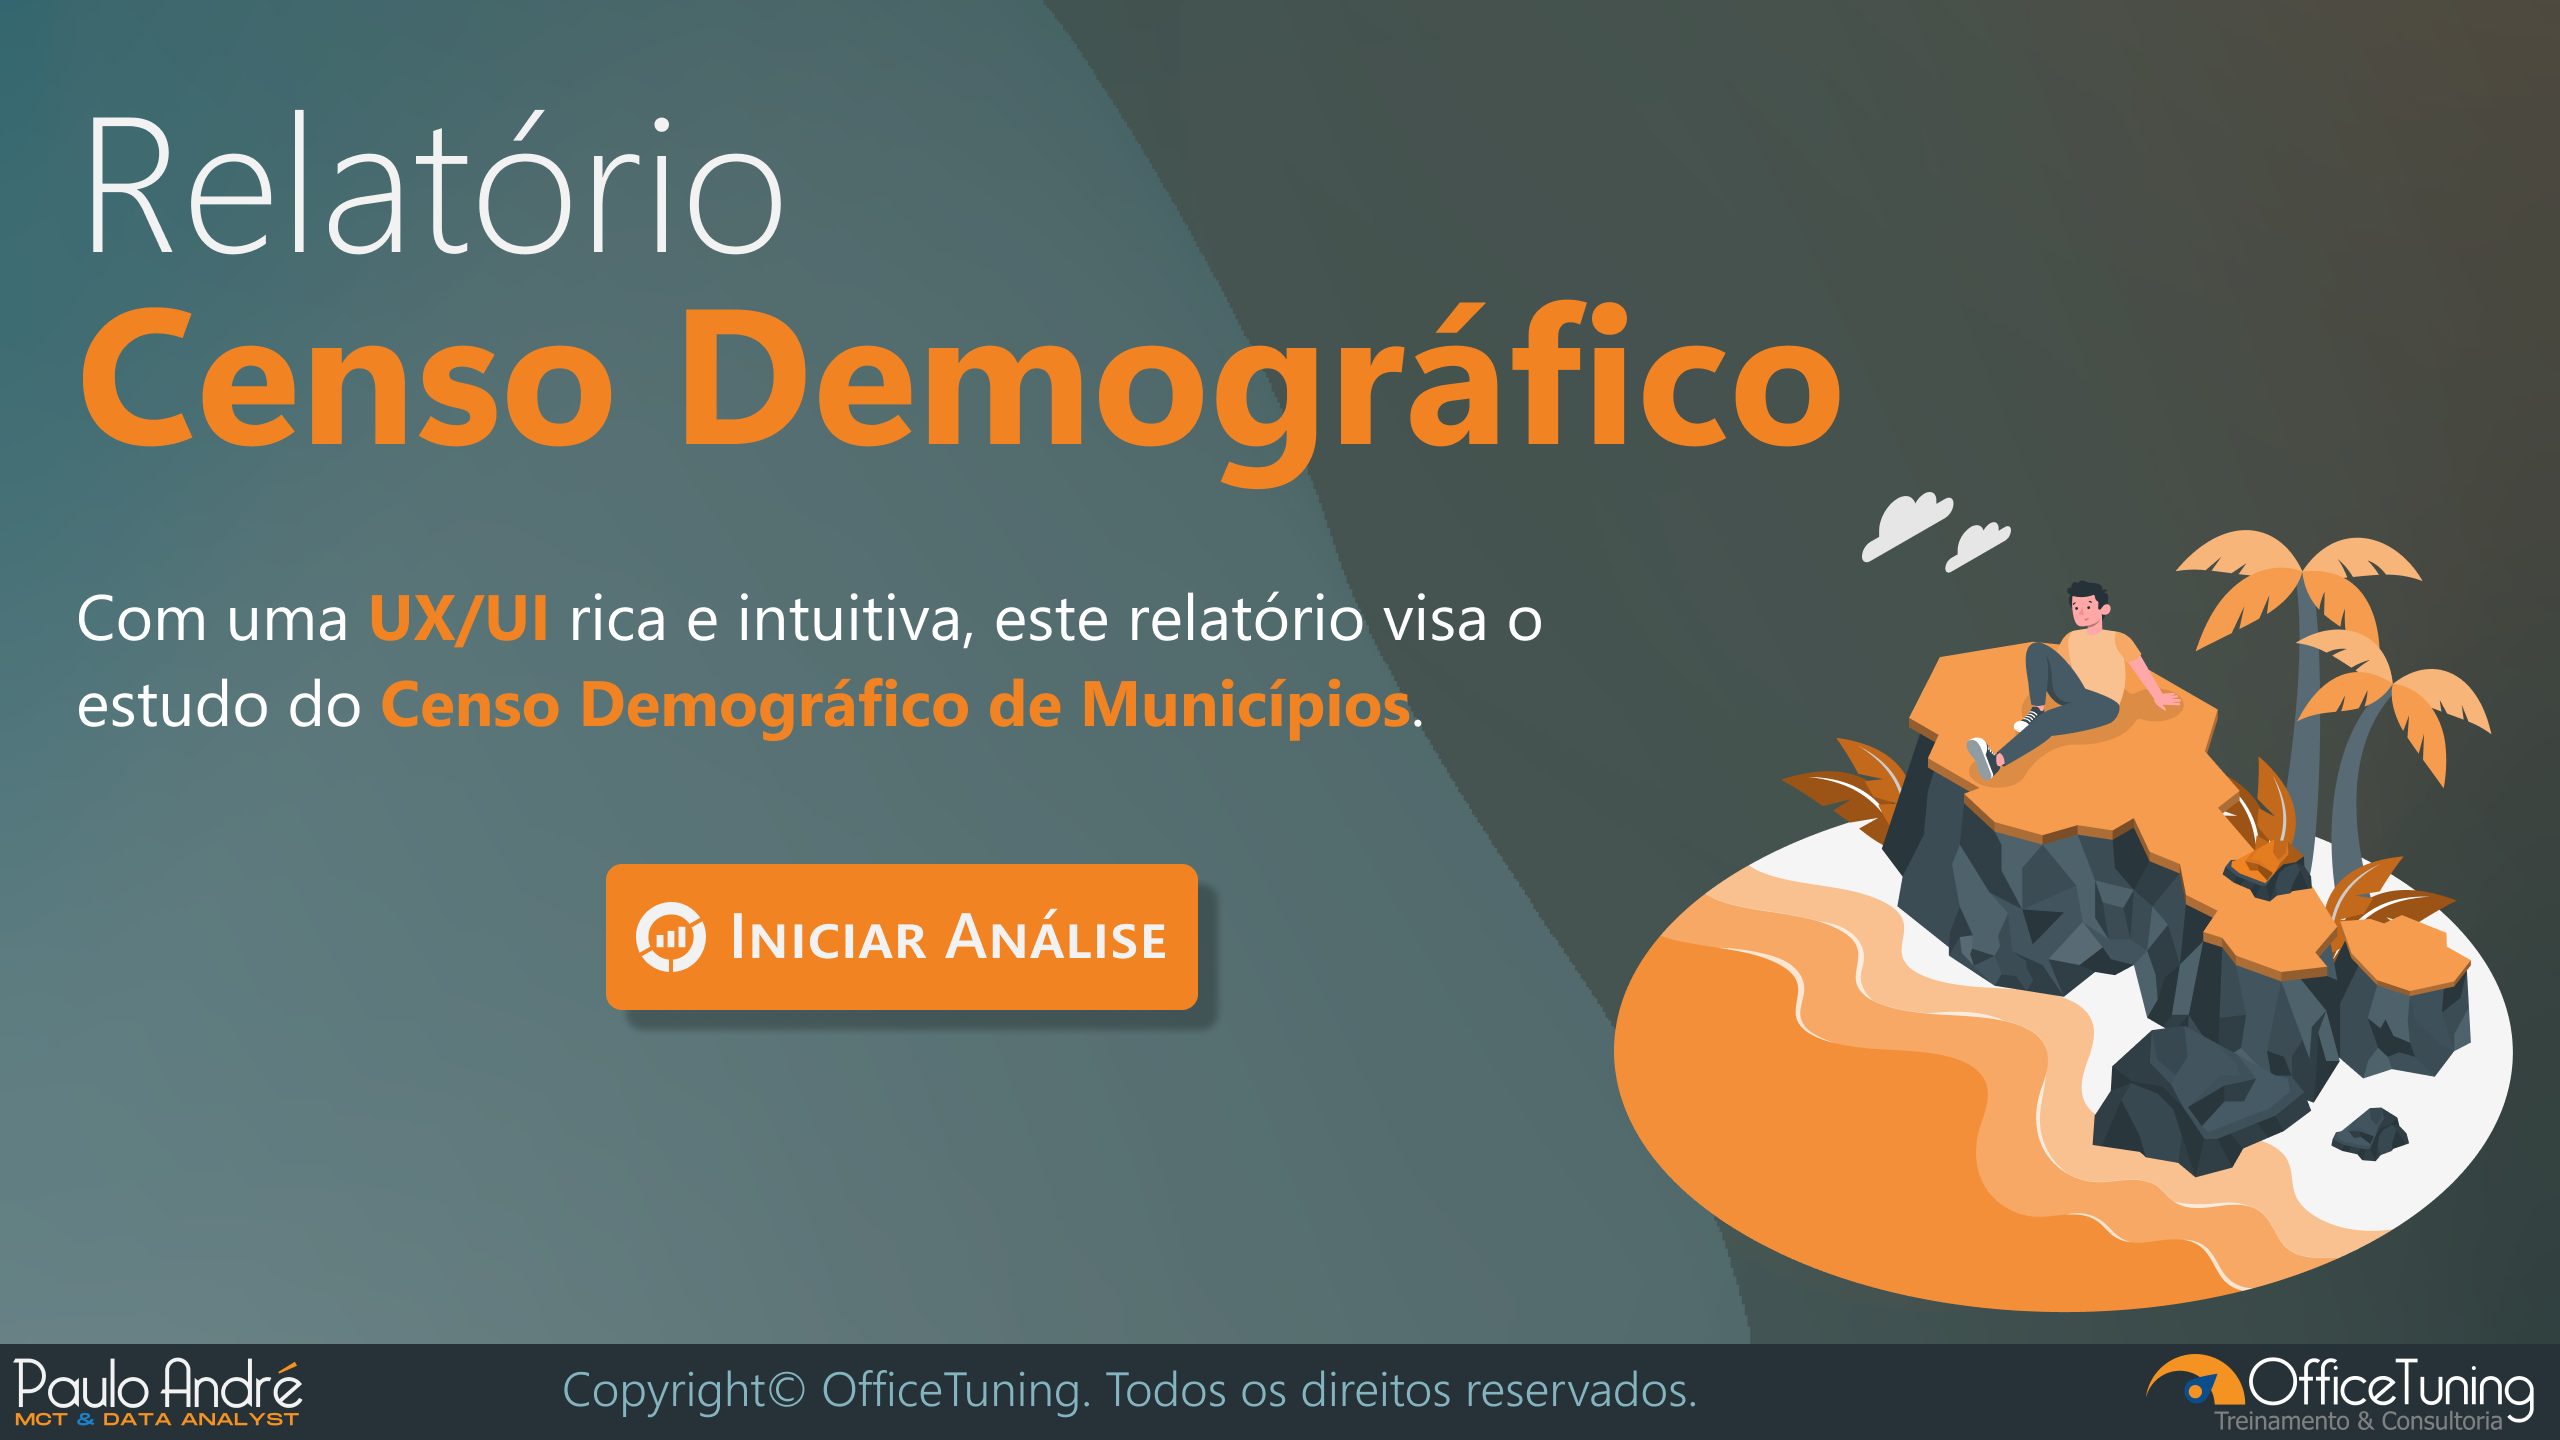 Relatório
Censo Demográfico
Com uma UX/UI rica e intuitiva, este relatório visa o
estudo do Censo Demográfico de Municípios.
Iniciar Análise
Paulo André
MCT & DATA ANALYST
Copyright© OfficeTuning. Todos os direitos reservados.
OfficeTuning
Treinamento & Consultoria